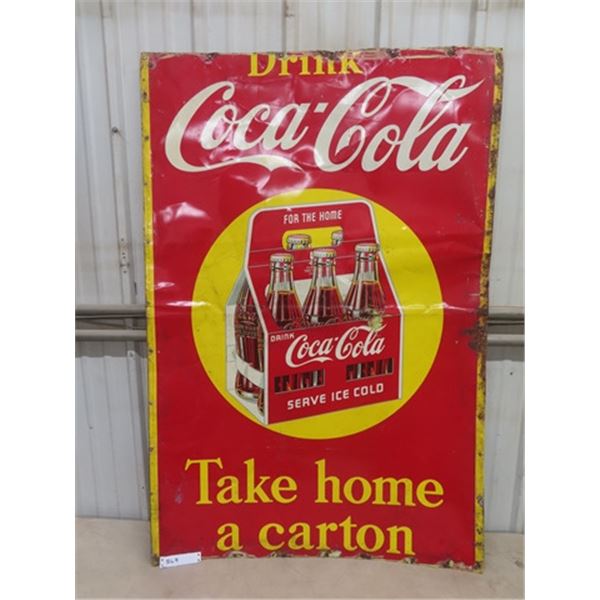 Drink
Coca-Cola
FOR THE HOME
DRINK
Coca-Cola
SERVE ICE COLD
Take home
a carton